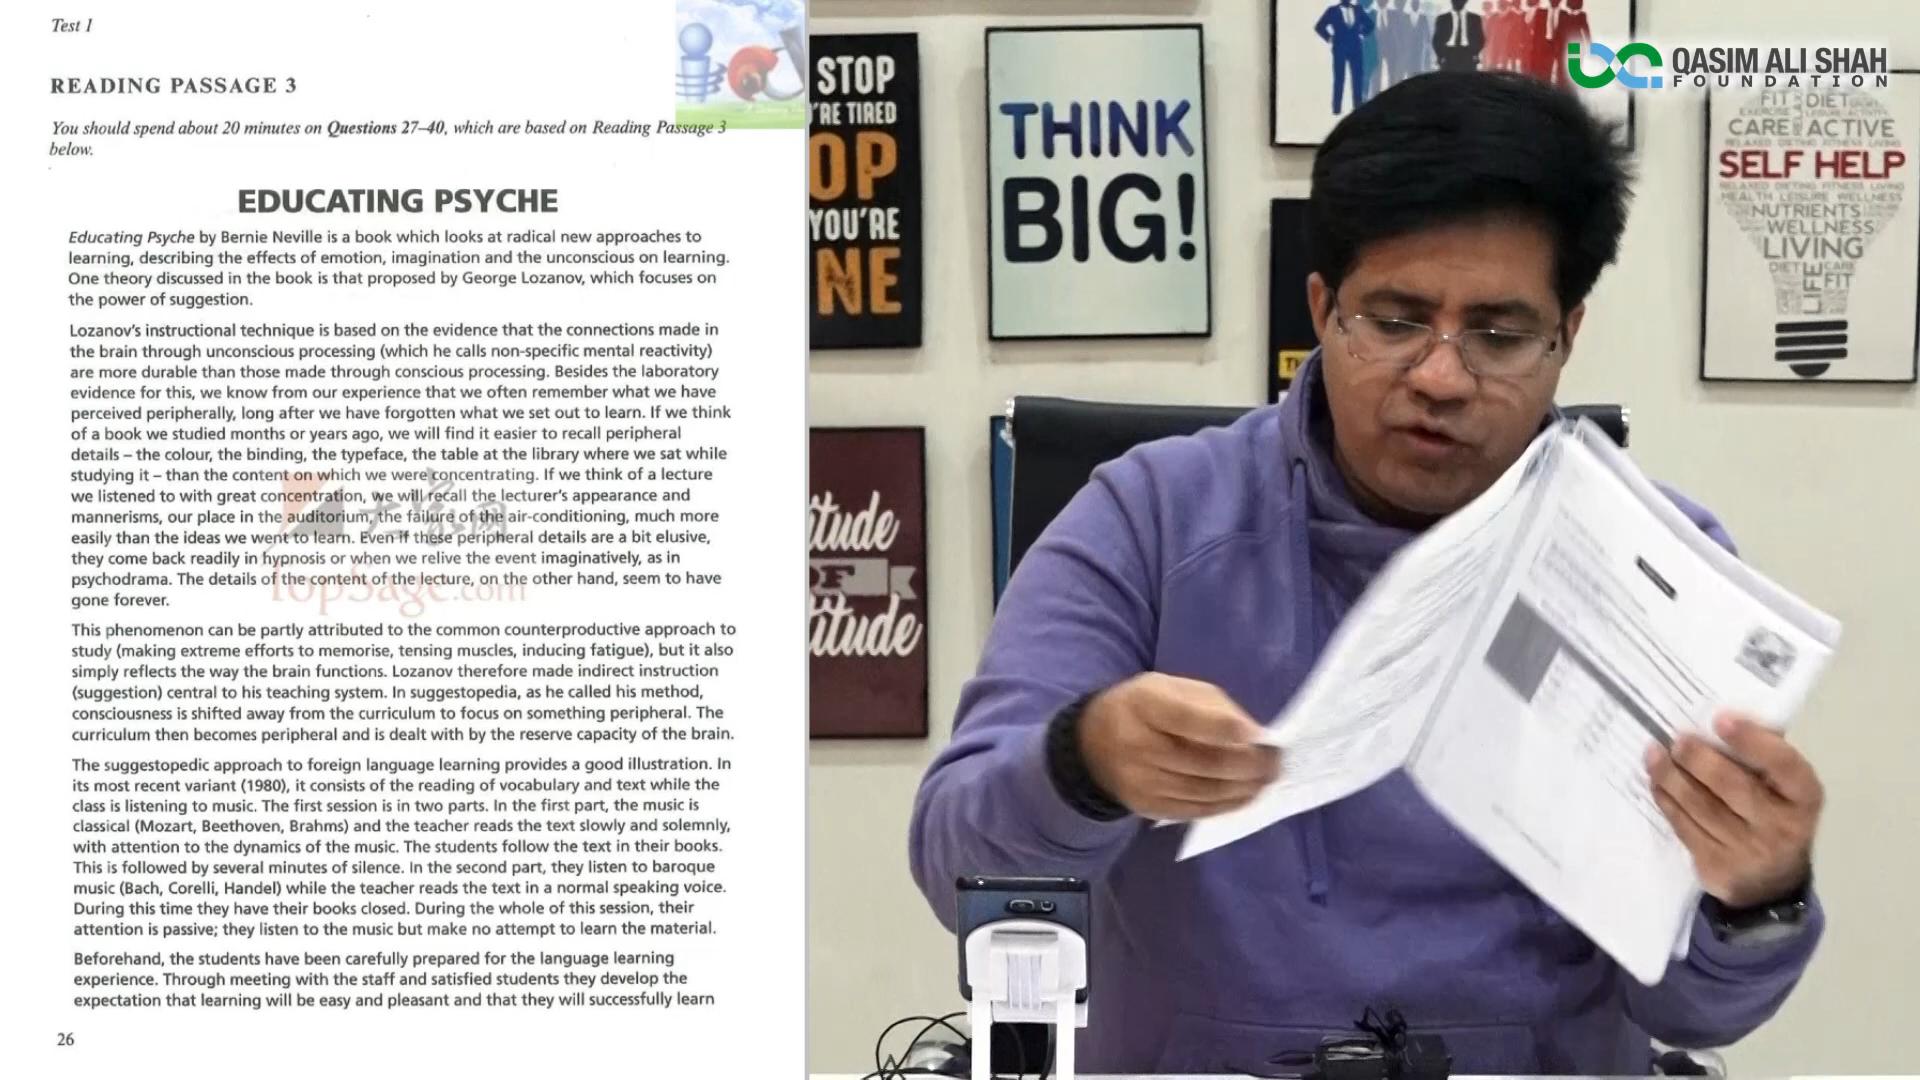 Test 1
READING PASSAGE 3
You should spend about 20 minutes on Questions 27–40, which are based on Reading Passage 3
below.
EDUCATING PSYCHE
Educating Psyche by Bernie Neville is a book which looks at radical new approaches to
learning, describing the effects of emotion, imagination and the unconscious on learning.
One theory discussed in the book is that proposed by George Lozanov, which focuses on
the power of suggestion.
Lozanov's instructional technique is based on the evidence that the connections made in
the brain through unconscious processing (which he calls non-specific mental reactivity)
are more durable than those made through conscious processing. Besides the laboratory
evidence for this, we know from our experience that we often remember what we have
perceived peripherally, long after we have forgotten what we set out to learn. If we think
of a book we studied months or years ago, we will find it easier to recall peripheral
details – the colour, the binding, the typeface, the table at the library where we sat while
studying it – than the content on which we were concentrating. If we think of a lecture
we listened to with great concentration, we will recall the lecturer's appearance and
mannerisms, our place in the auditorium, the failure of the air-conditioning, much more
easily than the ideas we went to learn. Even if these peripheral details are a bit elusive,
they come back readily in hypnosis or when we relive the event imaginatively, as in
psychodrama. The details of the content of the lecture, on the other hand, seem to have
gone forever.
This phenomenon can be partly attributed to the common counterproductive approach to
study (making extreme efforts to memorise, tensing muscles, inducing fatigue), but it also
simply reflects the way the brain functions. Lozanov therefore made indirect instruction
(suggestion) central to his teaching system. In suggestopedia, as he called his method,
consciousness is shifted away from the curriculum to focus on something peripheral. The
curriculum then becomes peripheral and is dealt with by the reserve capacity of the brain.
The suggestopedic approach to foreign language learning provides a good illustration. In
its most recent variant (1980), it consists of the reading of vocabulary and text while the
class is listening to music. The first session is in two parts. In the first part, the music is
classical (Mozart, Beethoven, Brahms) and the teacher reads the text slowly and solemnly,
with attention to the dynamics of the music. The students follow the text in their books.
This is followed by several minutes of silence. In the second part, they listen to baroque
music (Bach, Corelli, Handel) while the teacher reads the text in a normal speaking voice.
During this time they have their books closed. During the whole of this session, their
attention is passive; they listen to the music but make no attempt to learn the material.
Beforehand, the students have been carefully prepared for the language learning
experience. Through meeting with the staff and satisfied students they develop the
expectation that learning will be easy and pleasant and that they will successfully learn
26
TopSage.com
STOP
'RE TIRED
OP
YOU'RE
NE
THINK
BIG!
titude
OF
titude
QASIM ALI SHAH
FOUNDATION
FIT DIET
CARE ACTIVE
SELF HELP
NUTRIENTS
WELLNESS
LIVING
DIET LIFE CARE
FIT